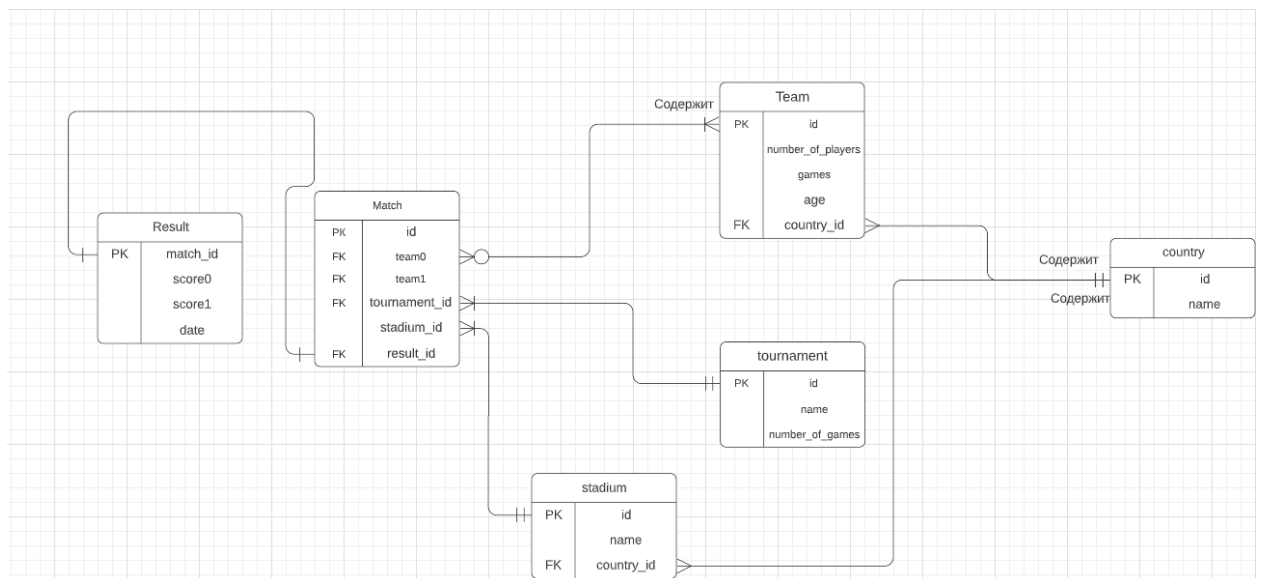 Result
PK match_id
score0
score1
date
Match
PK id
FK team0
FK team1
FK tournament_id
stadium_id
FK result_id
Содержит
Team
PK id
number_of_players
games
age
FK country_id
Содержит
Содержит
country
PK id
name
tournament
PK id
name
number_of_games
stadium
PK id
name
FK country_id